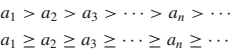 a₁ > a₂ > a₃ > ··· > aₙ > ···
a₁ ≥ a₂ ≥ a₃ ≥ ··· ≥ aₙ ≥ ···